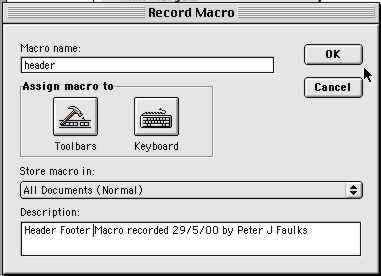 Record Macro
Macro name:
header
OK
Cancel
Assign macro to
Toolbars
Keyboard
Store macro in:
All Documents (Normal)
Description:
Header Footer Macro recorded 29/5/00 by Peter J Faulks